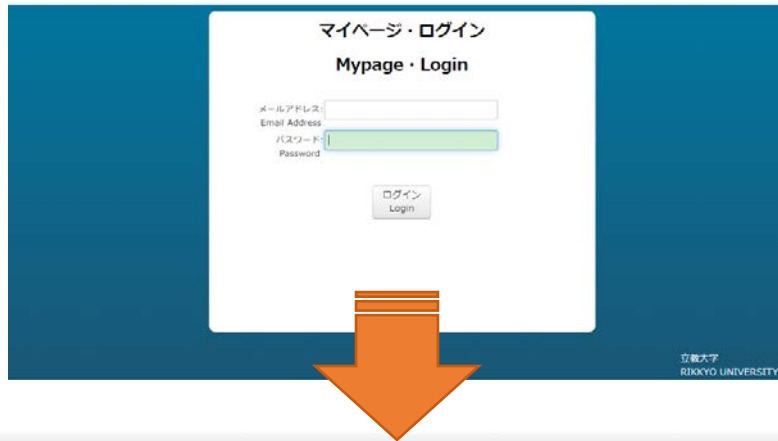 マイページ・ログイン
Mypage・Login
メールアドレス:
Email Address
パスワード:
Password
ログイン
Login
立教大学
RIKKYO UNIVERSITY